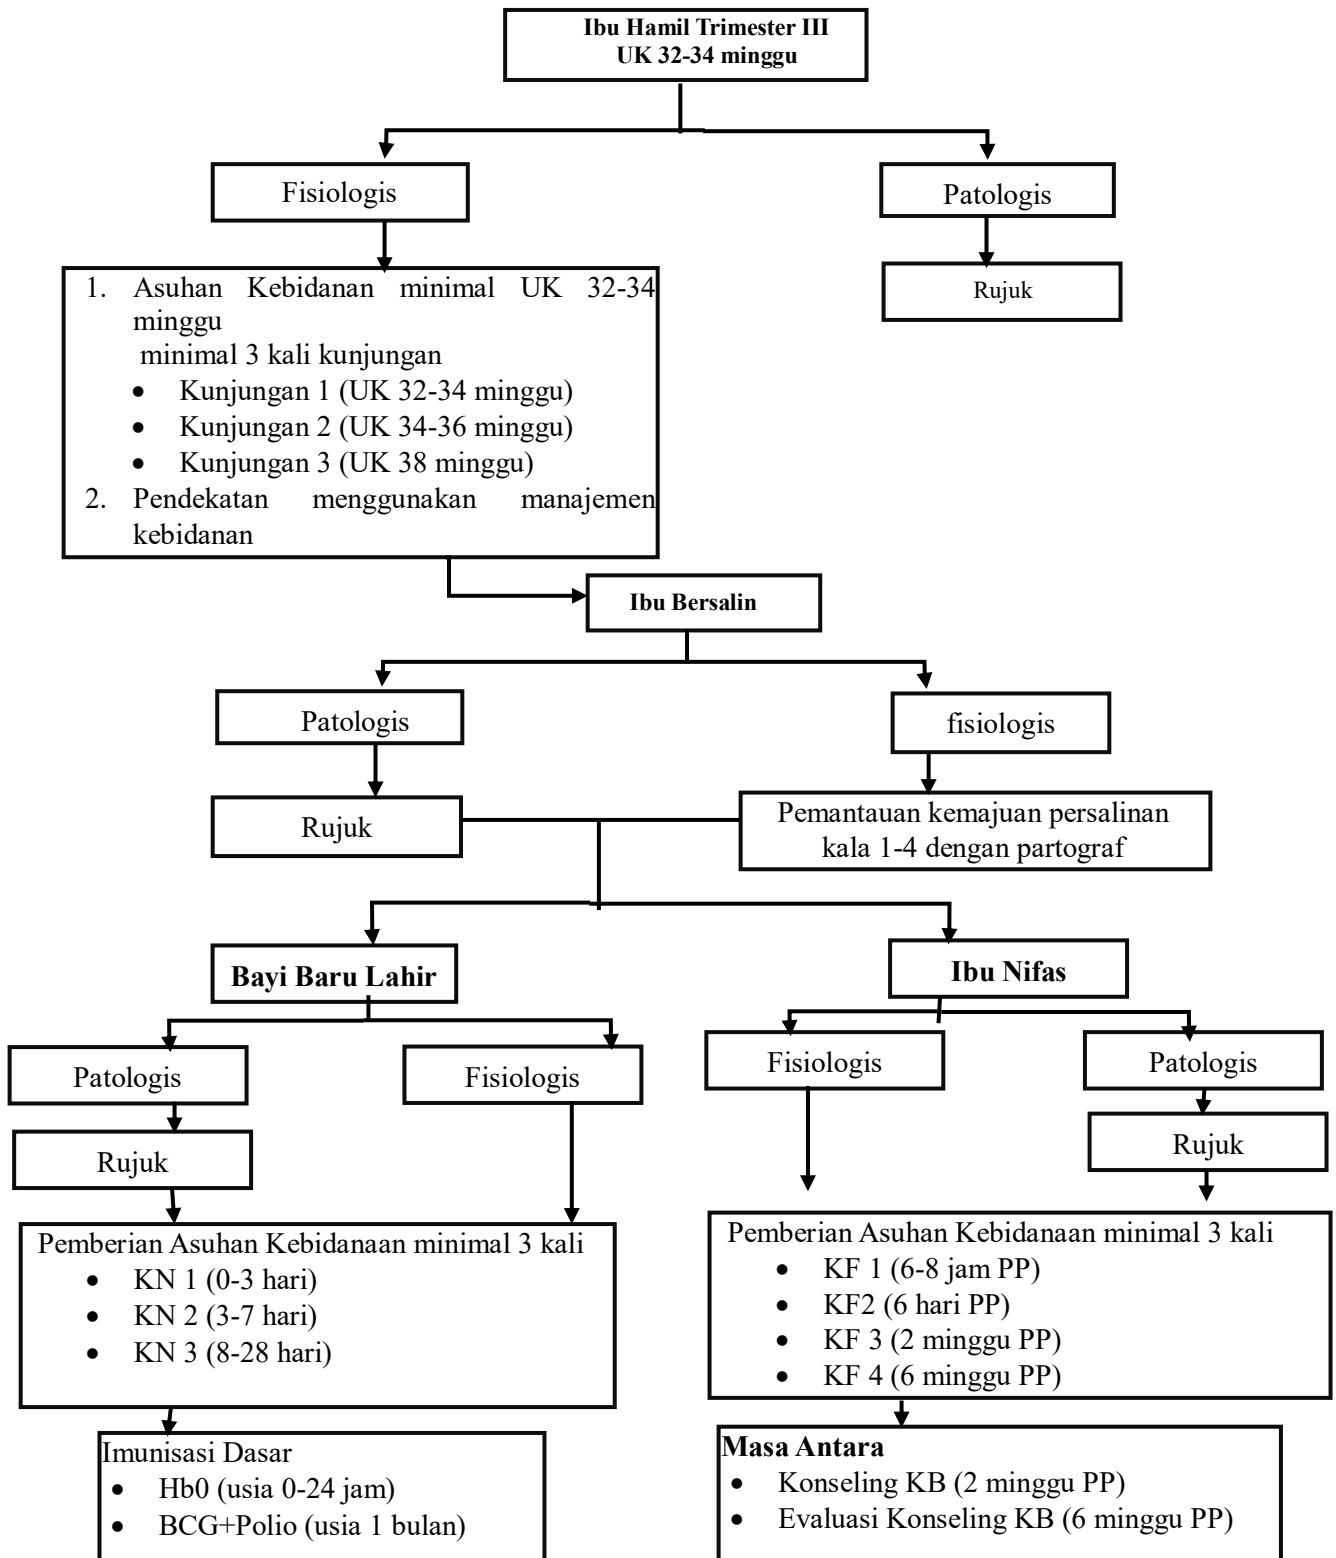 Ibu Hamil Trimester III
UK 32-34 minggu
Fisiologis
Patologis
Rujuk
1. Asuhan Kebidanan minimal UK 32-34
minggu
minimal 3 kali kunjungan
• Kunjungan 1 (UK 32-34 minggu)
• Kunjungan 2 (UK 34-36 minggu)
• Kunjungan 3 (UK 38 minggu)
2. Pendekatan menggunakan manajemen
kebidanan
Ibu Bersalin
Patologis
fisiologis
Rujuk
Pemantauan kemajuan persalinan
kala 1-4 dengan partograf
Bayi Baru Lahir
Ibu Nifas
Patologis
Fisiologis
Fisiologis
Patologis
Rujuk
Rujuk
Pemberian Asuhan Kebidanaan minimal 3 kali
• KN 1 (0-3 hari)
• KN 2 (3-7 hari)
• KN 3 (8-28 hari)
Pemberian Asuhan Kebidanaan minimal 3 kali
• KF 1 (6-8 jam PP)
• KF2 (6 hari PP)
• KF 3 (2 minggu PP)
• KF 4 (6 minggu PP)
Imunisasi Dasar
• Hb0 (usia 0-24 jam)
• BCG+Polio (usia 1 bulan)
Masa Antara
• Konseling KB (2 minggu PP)
• Evaluasi Konseling KB (6 minggu PP)